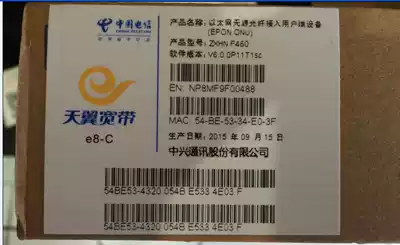 中国电信
CHINA TELECOM
天翼宽带
e8-C
产品名称: 以太网无源光纤接入用户端设备
(EPON ONU)
产品型号: ZXHN F460
软件版本: V6.0.0P11T1sc
EN: NP8MF9F00488
MAC: 54-BE-53-34-E0-3F
生产日期: 2015 年 09 月 15 日
中兴通讯股份有限公司
54BE53-4320 054B E533 4E03 F
54BE53-4320 054B E533 4E03 F